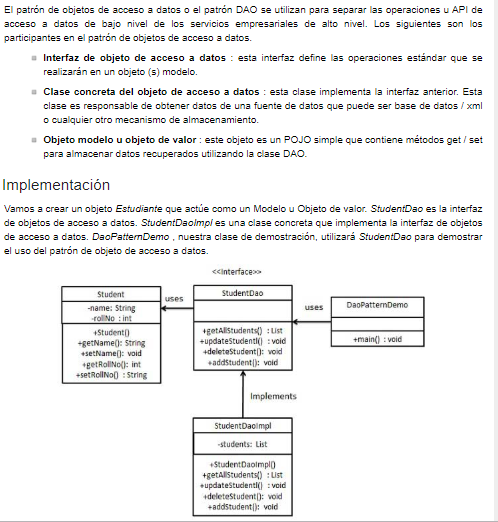 El patrón de objetos de acceso a datos o el patrón DAO se utilizan para separar las operaciones u API de
acceso a datos de bajo nivel de los servicios empresariales de alto nivel. Los siguientes son los
participantes en el patrón de objetos de acceso a datos.
Interfaz de objeto de acceso a datos : esta interfaz define las operaciones estándar que se
realizarán en un objeto (s) modelo.
Clase concreta del objeto de acceso a datos : esta clase implementa la interfaz anterior. Esta
clase es responsable de obtener datos de una fuente de datos que puede ser base de datos / xml
o cualquier otro mecanismo de almacenamiento.
Objeto modelo u objeto de valor : este objeto es un POJO simple que contiene métodos get / set
para almacenar datos recuperados utilizando la clase DAO.
Implementación
Vamos a crear un objeto Estudiante que actúe como un Modelo u Objeto de valor. StudentDao es la interfaz
de objetos de acceso a datos. StudentDaoImpl es una clase concreta que implementa la interfaz de objetos
de acceso a datos. DaoPatternDemo , nuestra clase de demostración, utilizará StudentDao para demostrar
el uso del patrón de objeto de acceso a datos.
<<Interface>>
Student
-name: String
-rollNo : int
+Student()
+getName(): String
+setName(): void
+getRollNo(): int
+setRollNo() : String
uses
StudentDao
+getAllStudents() : List
+updateStudent() : void
+deleteStudent(): void
+addStudent(): void
uses
DaoPatternDemo
+main() : void
Implements
StudentDaoImpl
-students: List
+StudentDaoImpl()
+getAllStudents() : List
+updateStudent() : void
+deleteStudent(): void
+addStudent(): void